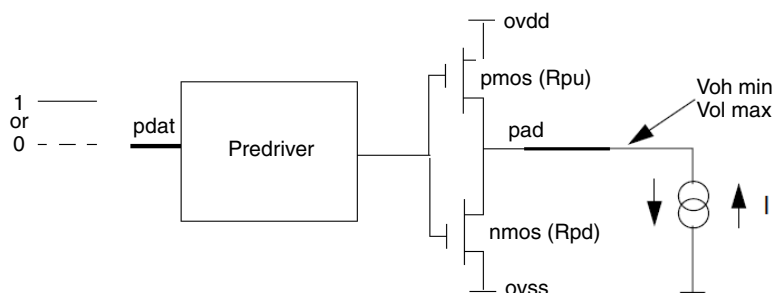 ovdd
pmos (Rpu)
Voh min
Vol max
1
or
0
pdat
Predriver
pad
nmos (Rpd)
I
ovss